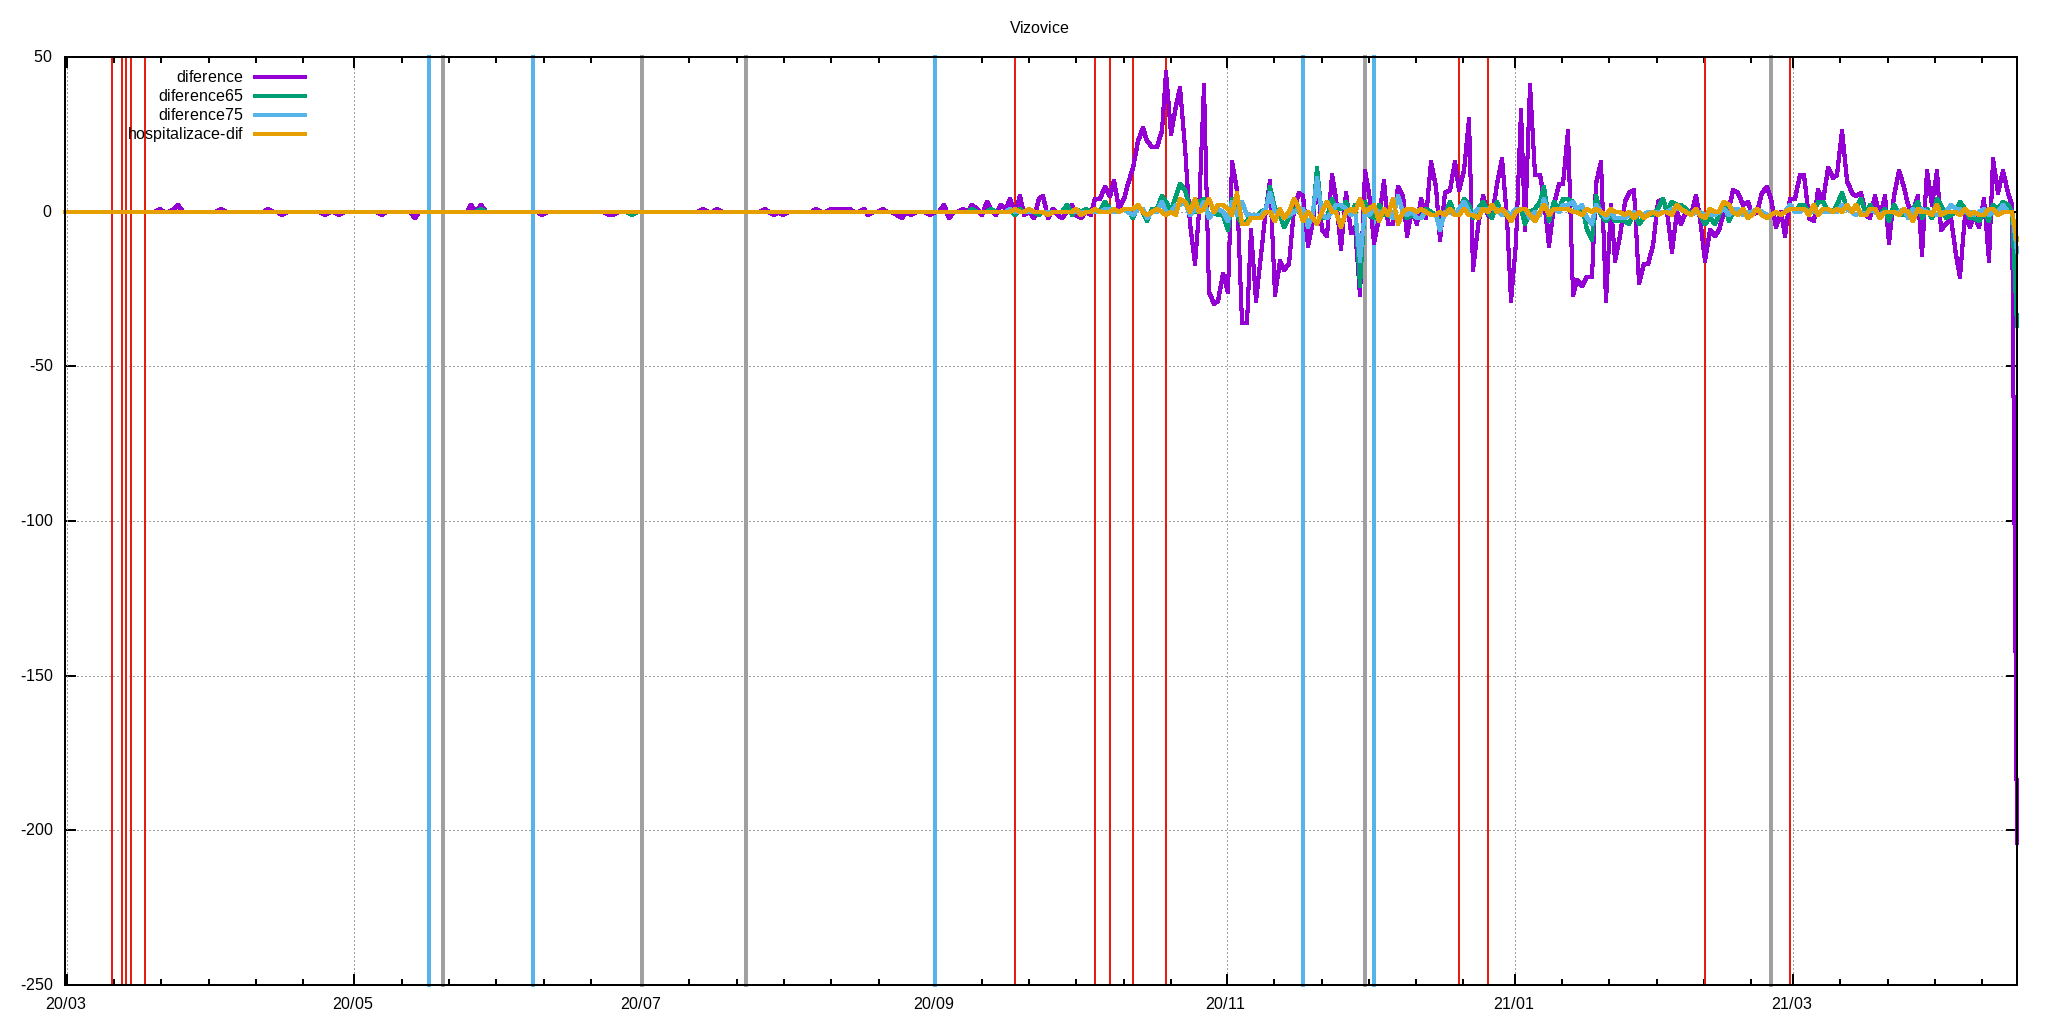 Vizovice
50
diference
diference65
diference75
hospitalizace-dif
0
-50
-100
-150
-200
-250
20/03 20/05 20/07 20/09 20/11 21/01 21/03